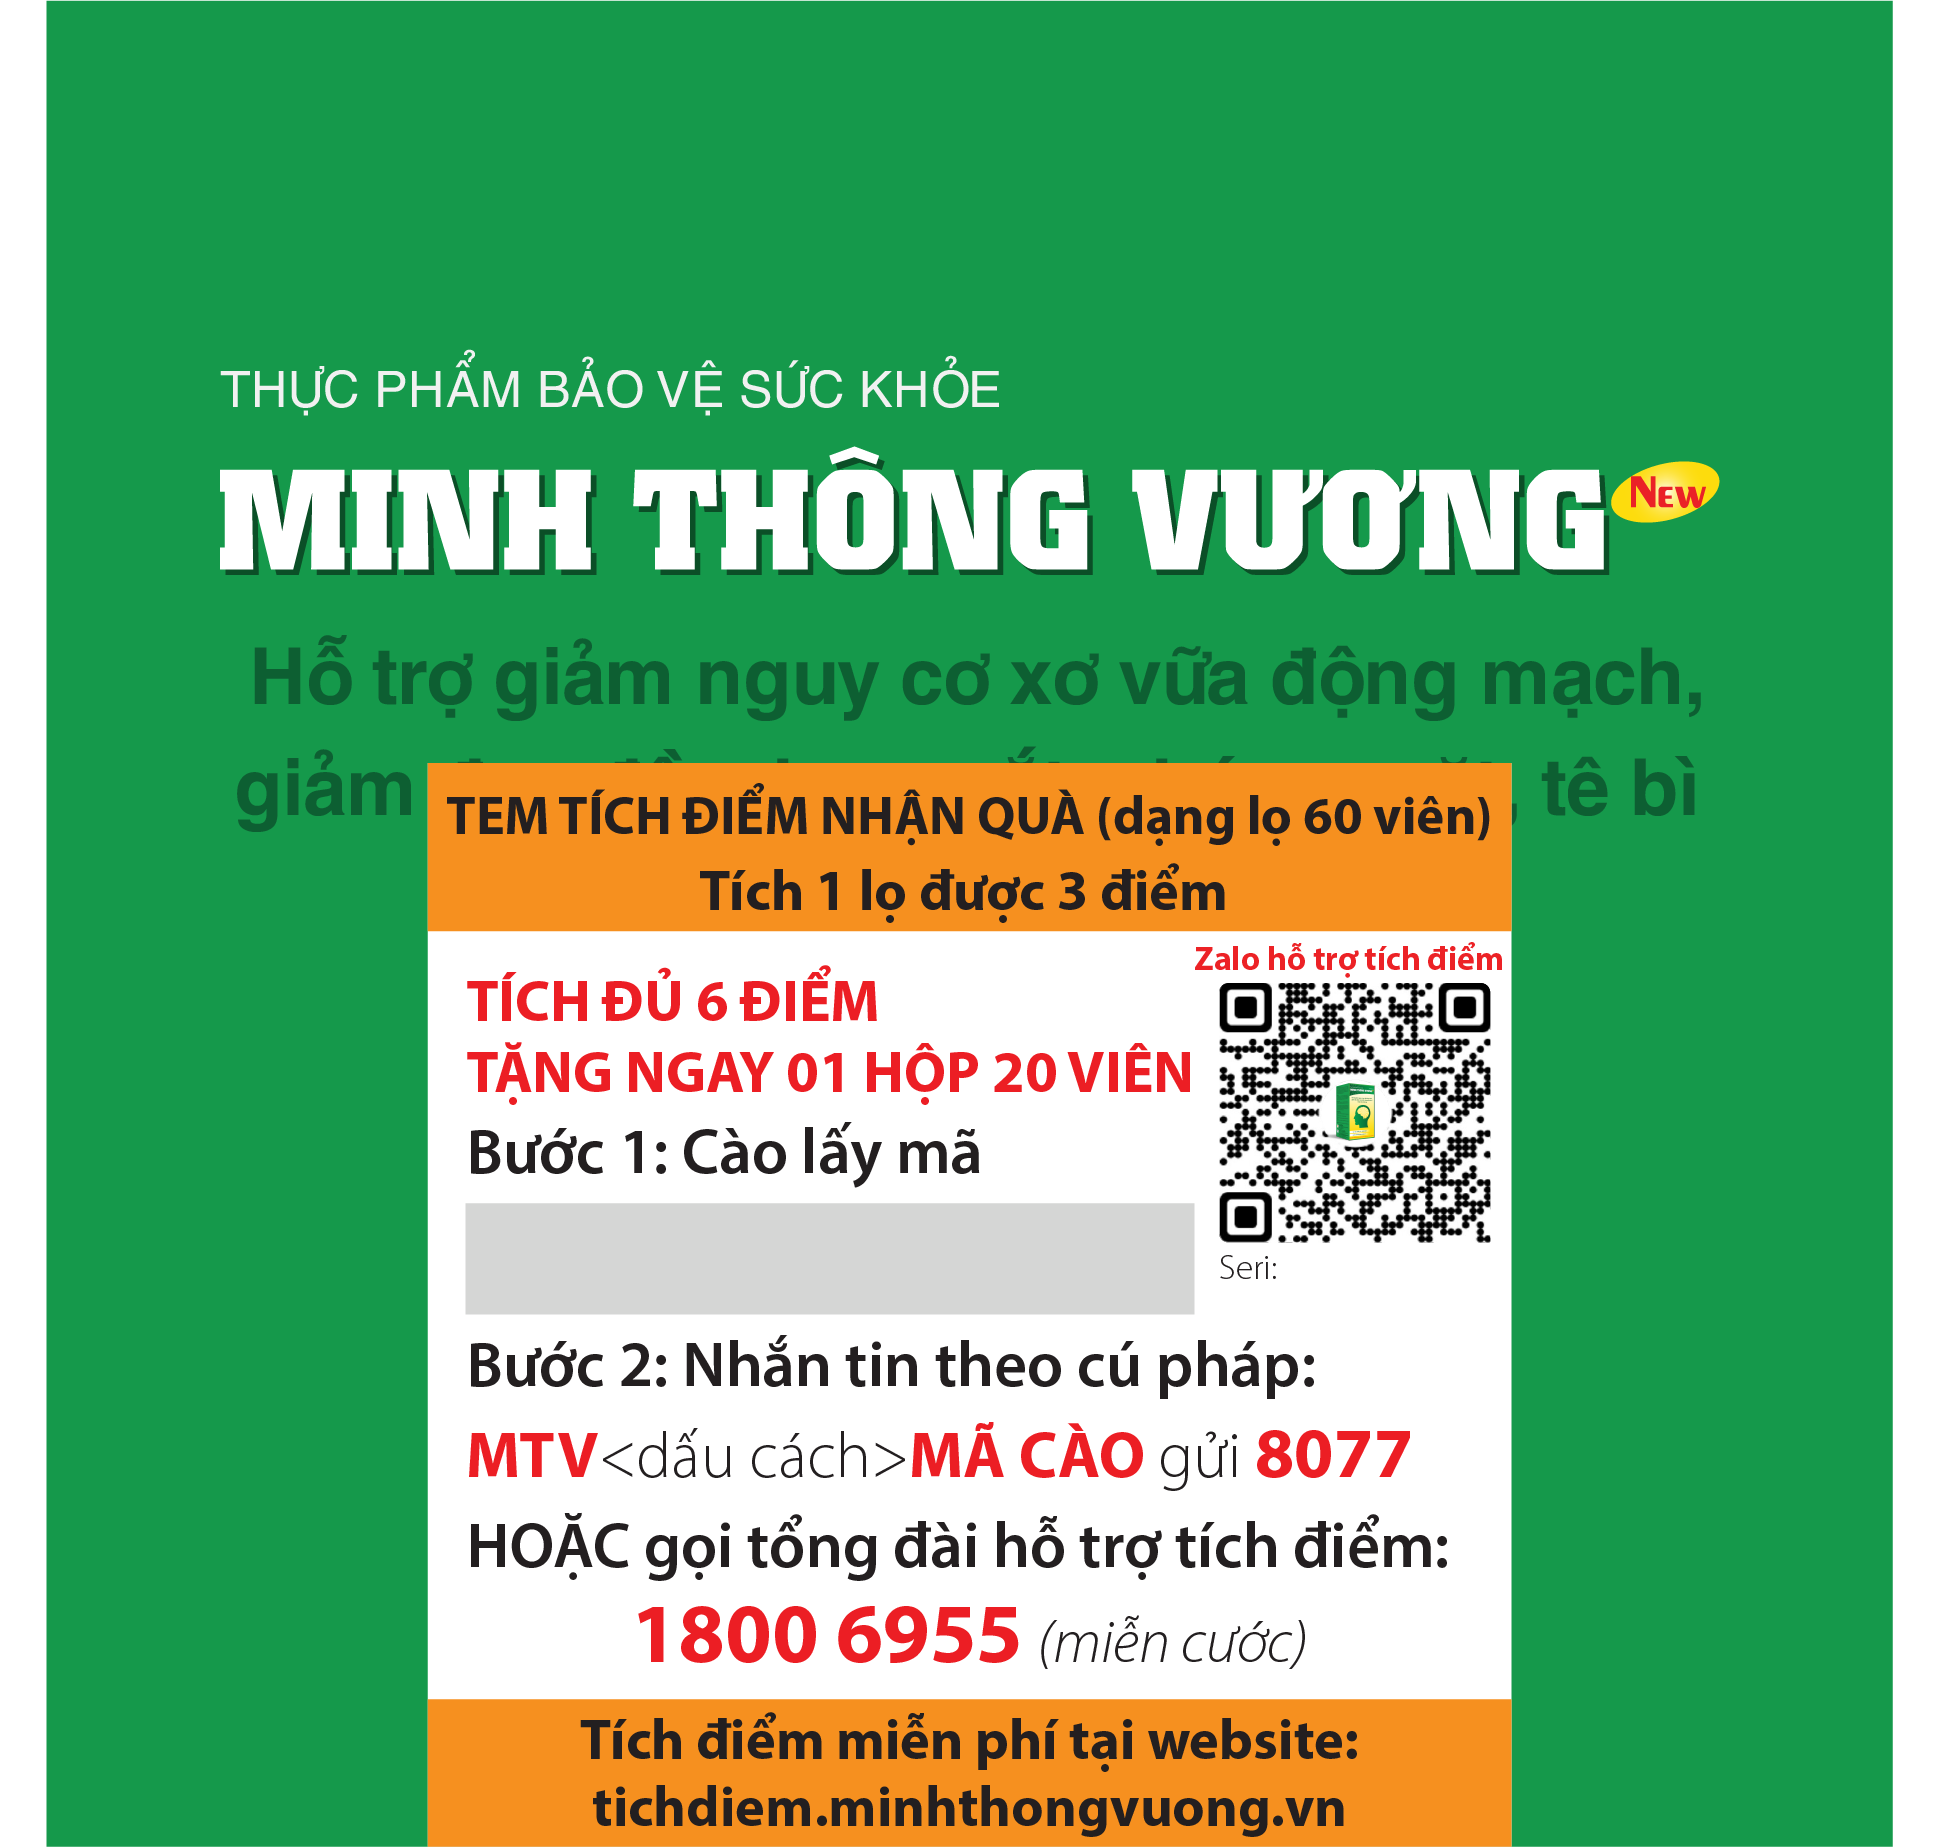 THỰC PHẨM BẢO VỆ SỨC KHỎE
MINH THÔNG VƯƠNG NEW
Hỗ trợ giảm nguy cơ xơ vữa động mạch,
giảm , tê bì
TEM TÍCH ĐIỂM NHẬN QUÀ (dạng lọ 60 viên)
Tích 1 lọ được 3 điểm
Zalo hỗ trợ tích điểm
TÍCH ĐỦ 6 ĐIỂM
TẶNG NGAY 01 HỘP 20 VIÊN
Bước 1: Cào lấy mã
Seri:
Bước 2: Nhắn tin theo cú pháp:
MTV<dấu cách>MÃ CÀO gửi 8077
HOẶC gọi tổng đài hỗ trợ tích điểm:
1800 6955 (miễn cước)
Tích điểm miễn phí tại website:
tichdiem.minhthongvuong.vn